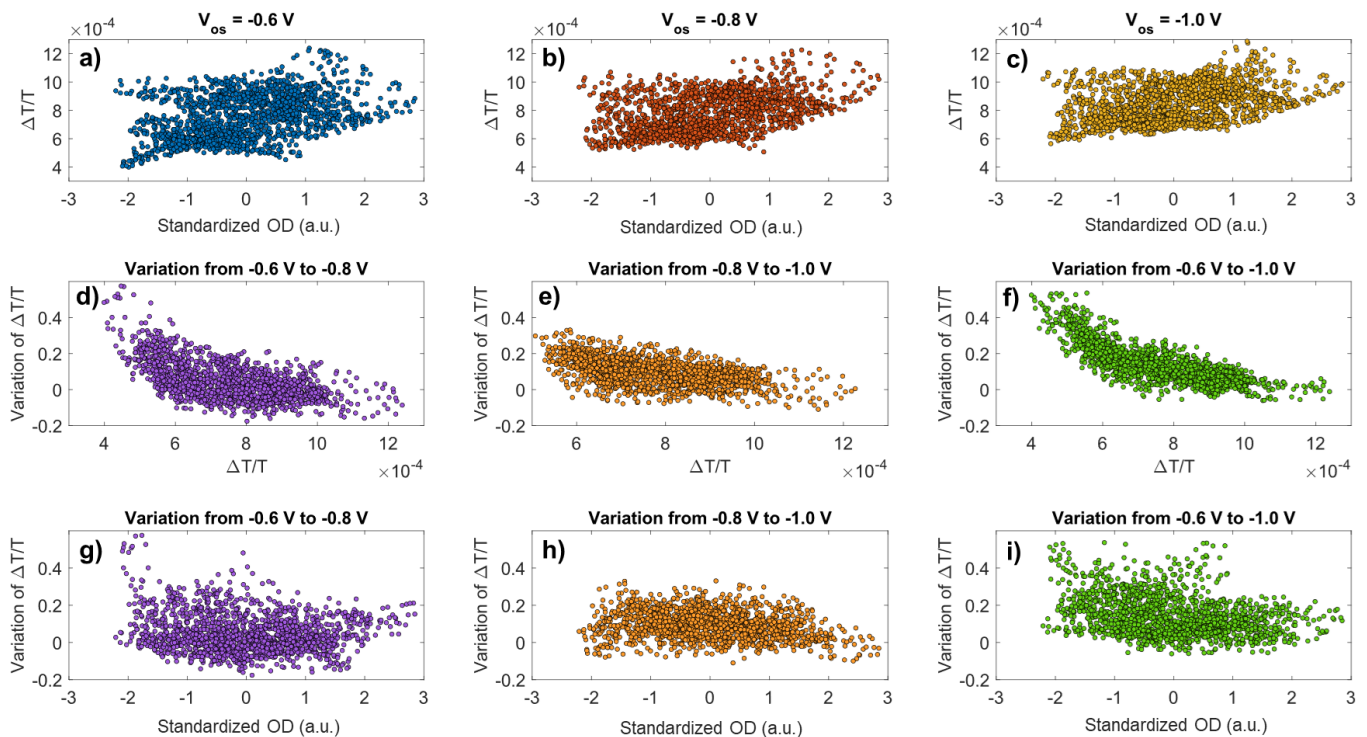 V_os = -0.6 V
×10^-4
a)
12
10
8
6
4
ΔT/T
-3 -2 -1 0 1 2 3
Standardized OD (a.u.)
V_os = -0.8 V
×10^-4
b)
12
10
8
6
4
ΔT/T
-3 -2 -1 0 1 2 3
Standardized OD (a.u.)
V_os = -1.0 V
×10^-4
c)
12
10
8
6
4
ΔT/T
-3 -2 -1 0 1 2 3
Standardized OD (a.u.)
Variation from -0.6 V to -0.8 V
d)
0.4
0.2
0
-0.2
Variation of ΔT/T
4 6 8 10 12
ΔT/T
×10^-4
Variation from -0.8 V to -1.0 V
e)
0.4
0.2
0
-0.2
Variation of ΔT/T
6 8 10 12
ΔT/T
×10^-4
Variation from -0.6 V to -1.0 V
f)
0.4
0.2
0
-0.2
Variation of ΔT/T
4 6 8 10 12
ΔT/T
×10^-4
Variation from -0.6 V to -0.8 V
g)
0.4
0.2
0
-0.2
Variation of ΔT/T
-3 -2 -1 0 1 2 3
Standardized OD (a.u.)
Variation from -0.8 V to -1.0 V
h)
0.4
0.2
0
-0.2
Variation of ΔT/T
-3 -2 -1 0 1 2 3
Standardized OD (a.u.)
Variation from -0.6 V to -1.0 V
i)
0.4
0.2
0
-0.2
Variation of ΔT/T
-3 -2 -1 0 1 2 3
Standardized OD (a.u.)